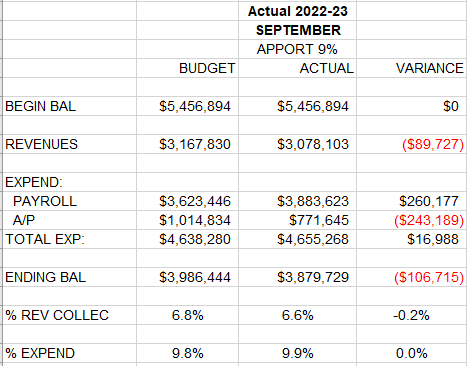 Actual 2022-23
SEPTEMBER
APPORT 9%
BUDGET ACTUAL VARIANCE
BEGIN BAL $5,456,894 $5,456,894 $0
REVENUES $3,167,830 $3,078,103 ($89,727)
EXPEND:
PAYROLL $3,623,446 $3,883,623 $260,177
A/P $1,014,834 $771,645 ($243,189)
TOTAL EXP: $4,638,280 $4,655,268 $16,988
ENDING BAL $3,986,444 $3,879,729 ($106,715)
% REV COLLEC 6.8% 6.6% -0.2%
% EXPEND 9.8% 9.9% 0.0%